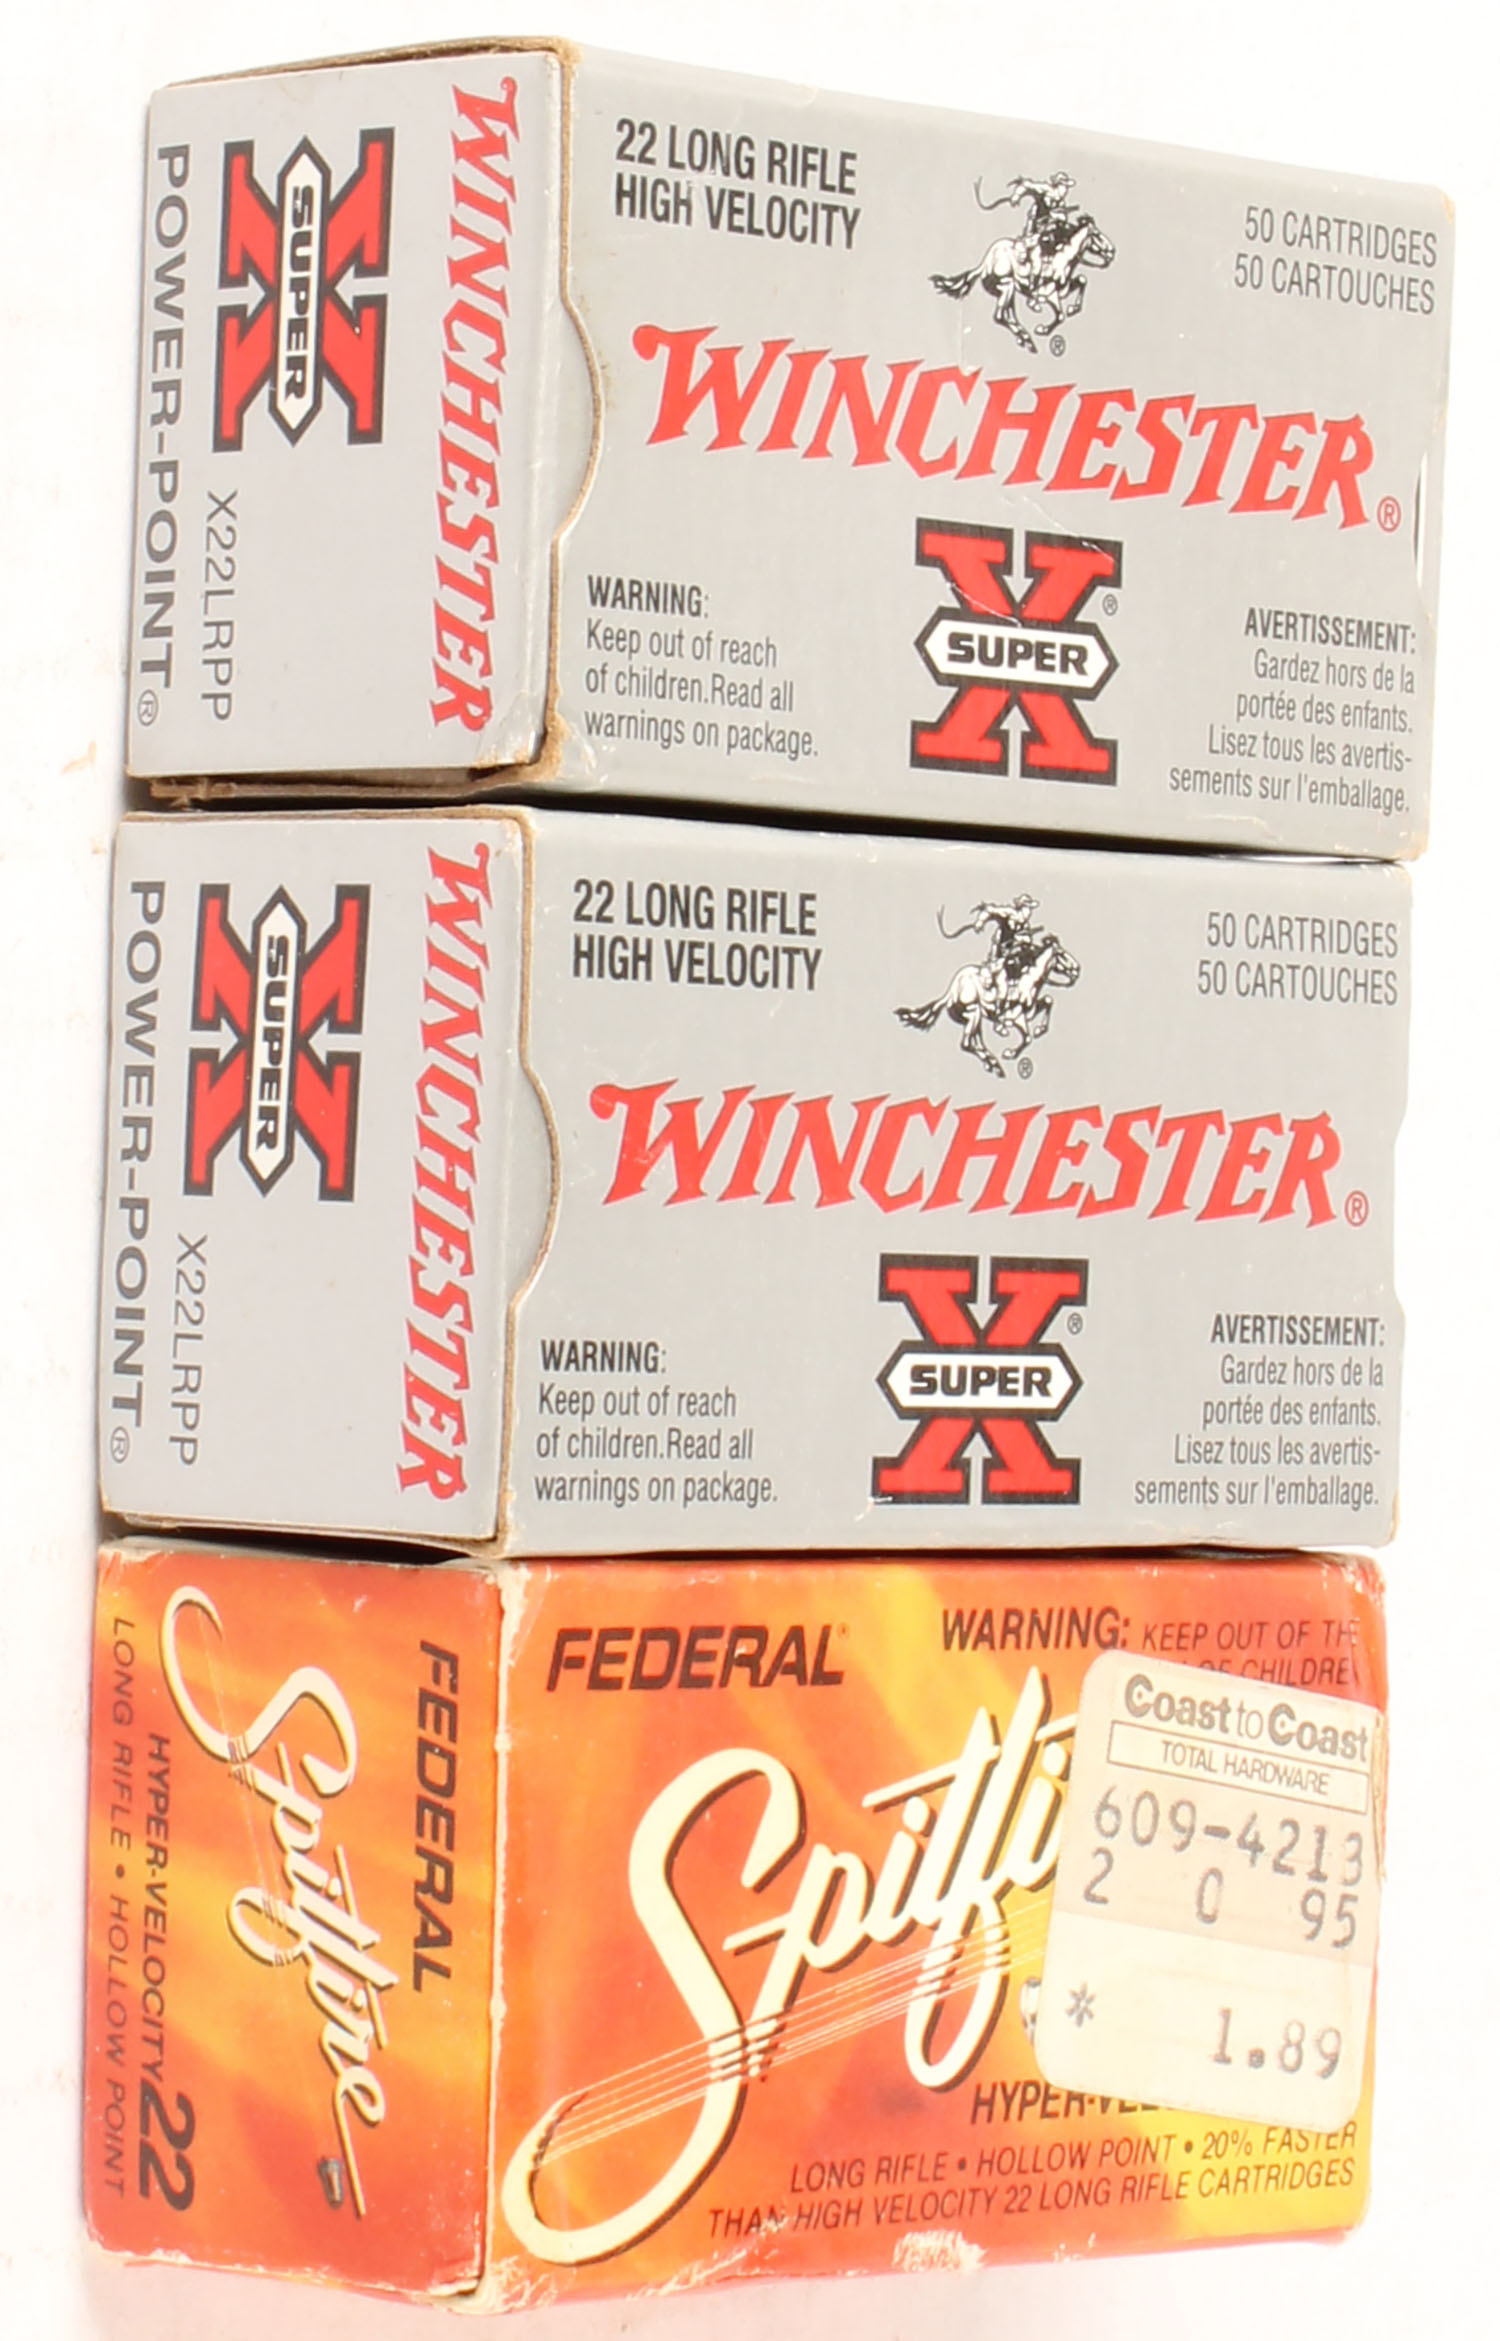 WINCHESTER
SUPER X
X22LRPP
POWER-POINT®
22 LONG RIFLE
HIGH VELOCITY
50 CARTRIDGES
50 CARTOUCHES
®
WINCHESTER®
X®
SUPER
WARNING:
Keep out of reach
of children.Read all
warnings on package.
AVERTISSEMENT:
Gardez hors de la
portée des enfants.
Lisez tous les avertis-
sements sur l'emballage.
WINCHESTER
SUPER X
X22LRPP
POWER-POINT®
22 LONG RIFLE
HIGH VELOCITY
50 CARTRIDGES
50 CARTOUCHES
®
WINCHESTER®
X®
SUPER
WARNING:
Keep out of reach
of children.Read all
warnings on package.
AVERTISSEMENT:
Gardez hors de la
portée des enfants.
Lisez tous les avertis-
sements sur l'emballage.
FEDERAL
Spitfire
HYPER-VELOCITY 22
LONG RIFLE • HOLLOW POINT
FEDERAL®
WARNING: KEEP OUT OF
OF CHILDREN
Spitfi
LONG RIFLE • HOLLOW POINT • 20% FASTER
THAN HIGH VELOCITY 22 LONG RIFLE CARTRIDGES
Coast to Coast
TOTAL HARDWARE
609-4213
2 0 95
* 1.89